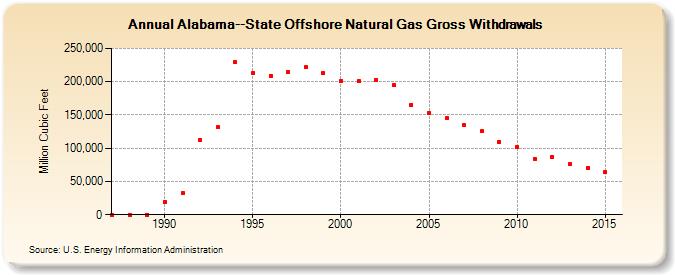 Annual Alabama--State Offshore Natural Gas Gross Withdrawals
Million Cubic Feet
250,000
200,000
150,000
100,000
50,000
0
1990 1995 2000 2005 2010 2015
Source: U.S. Energy Information Administration